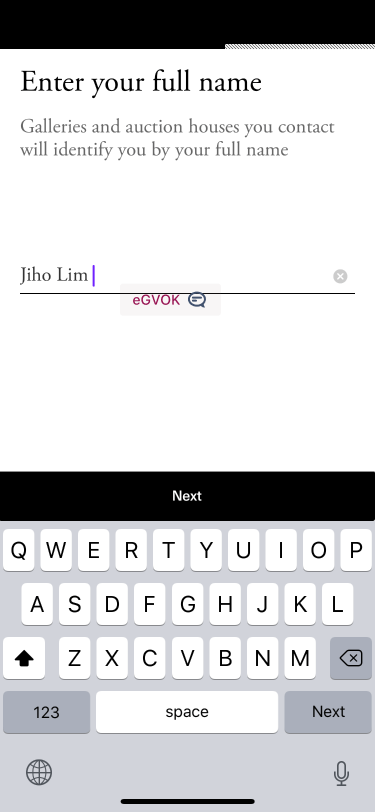 Enter your full name
Galleries and auction houses you contact
will identify you by your full name
Jiho Lim
eGVOK
Next
Q W E R T Y U I O P
A S D F G H J K L
Z X C V B N M
123 space Next